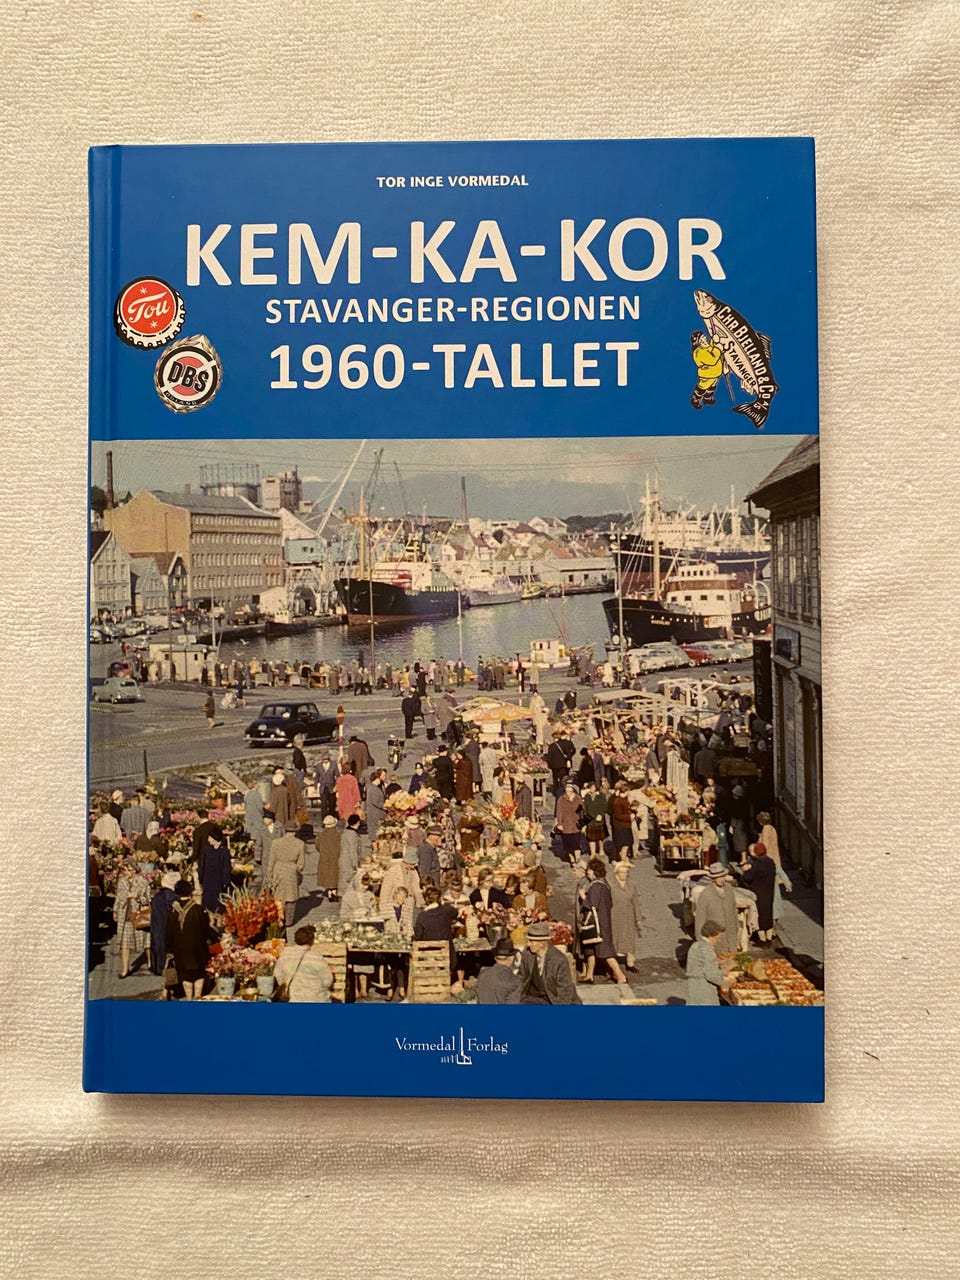 TOR INGE VORMEDAL
KEM-KA-KOR
STAVANGER-REGIONEN
1960-TALLET
Tou
DBS
CHR. BJELLAND & Co. A/S
STAVANGER
Vormedal Forlag